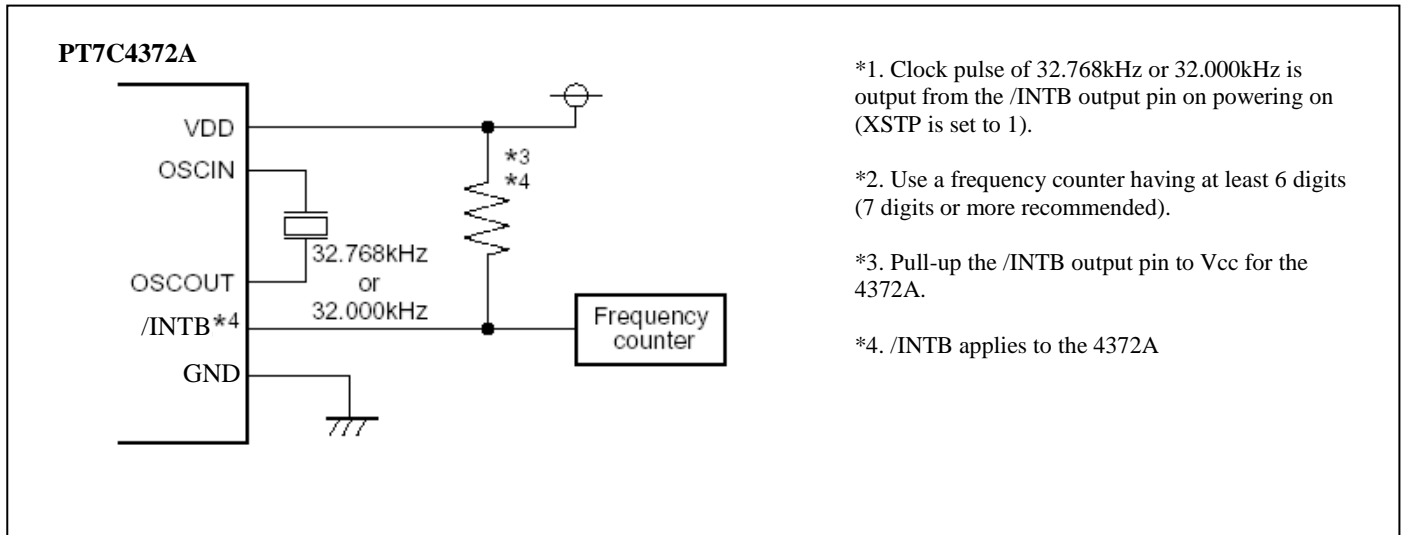 PT7C4372A
VDD
OSCIN
OSCOUT
/INTB*4
GND
32.768kHz
or
32.000kHz
*3
*4
Frequency
counter
*1. Clock pulse of 32.768kHz or 32.000kHz is
output from the /INTB output pin on powering on
(XSTP is set to 1).
*2. Use a frequency counter having at least 6 digits
(7 digits or more recommended).
*3. Pull-up the /INTB output pin to Vcc for the
4372A.
*4. /INTB applies to the 4372A